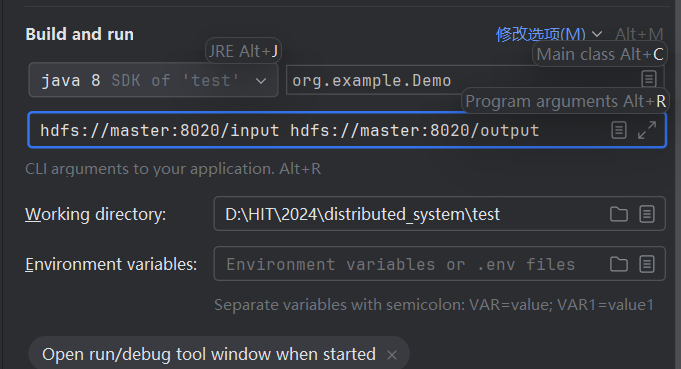 Build and run
修改选项(M) Alt+M
JRE Alt+J
Main class Alt+C
java 8 SDK of 'test'
org.example.Demo
Program arguments Alt+R
hdfs://master:8020/input hdfs://master:8020/output
CLI arguments to your application. Alt+R
Working directory: D:\HIT\2024\distributed_system\test
Environment variables: Environment variables or .env files
Separate variables with semicolon: VAR=value; VAR1=value1
Open run/debug tool window when started ×